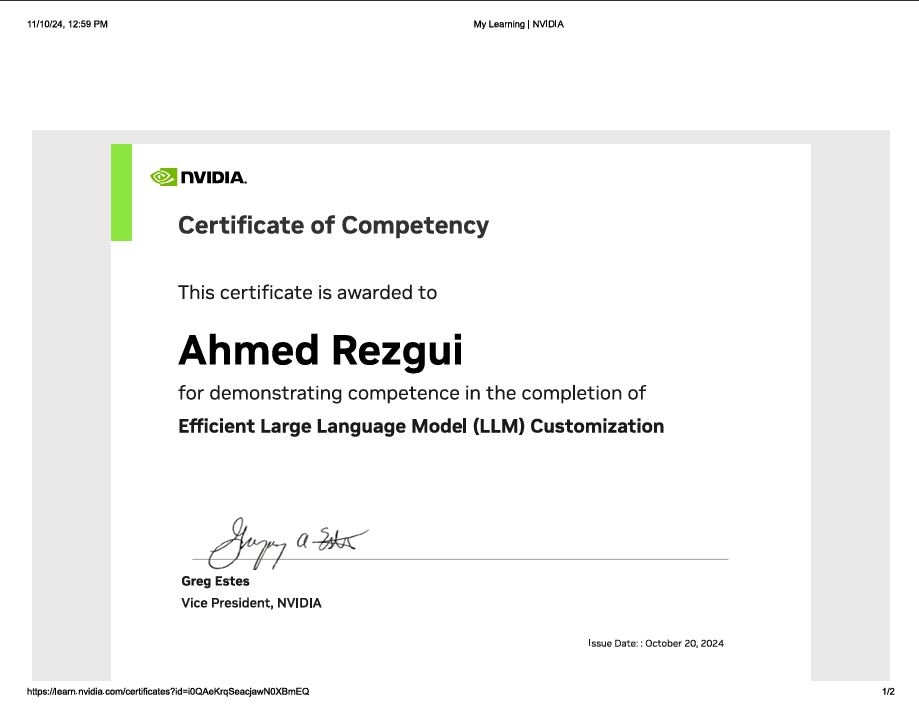 11/10/24, 12:59 PM
My Learning | NVIDIA
NVIDIA.
Certificate of Competency
This certificate is awarded to
Ahmed Rezgui
for demonstrating competence in the completion of
Efficient Large Language Model (LLM) Customization
Greg Estes
Vice President, NVIDIA
Issue Date: : October 20, 2024
https://learn.nvidia.com/certificates?id=i0QAeKrqSeacjawN0XBmEQ
1/2